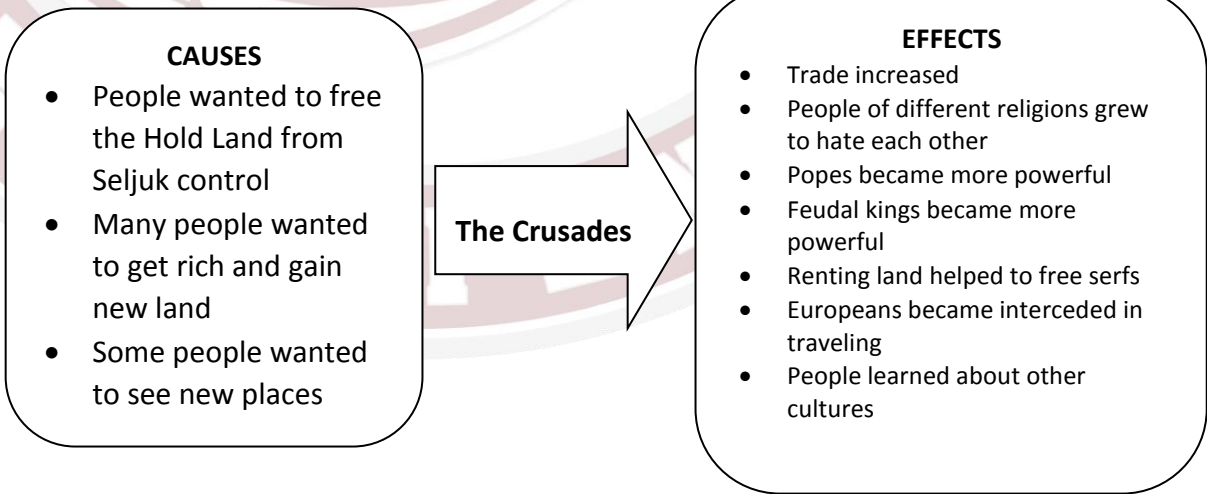 CAUSES
• People wanted to free
the Hold Land from
Seljuk control
• Many people wanted
to get rich and gain
new land
• Some people wanted
to see new places
The Crusades
EFFECTS
• Trade increased
• People of different religions grew
to hate each other
• Popes became more powerful
• Feudal kings became more
powerful
• Renting land helped to free serfs
• Europeans became interceded in
traveling
• People learned about other
cultures